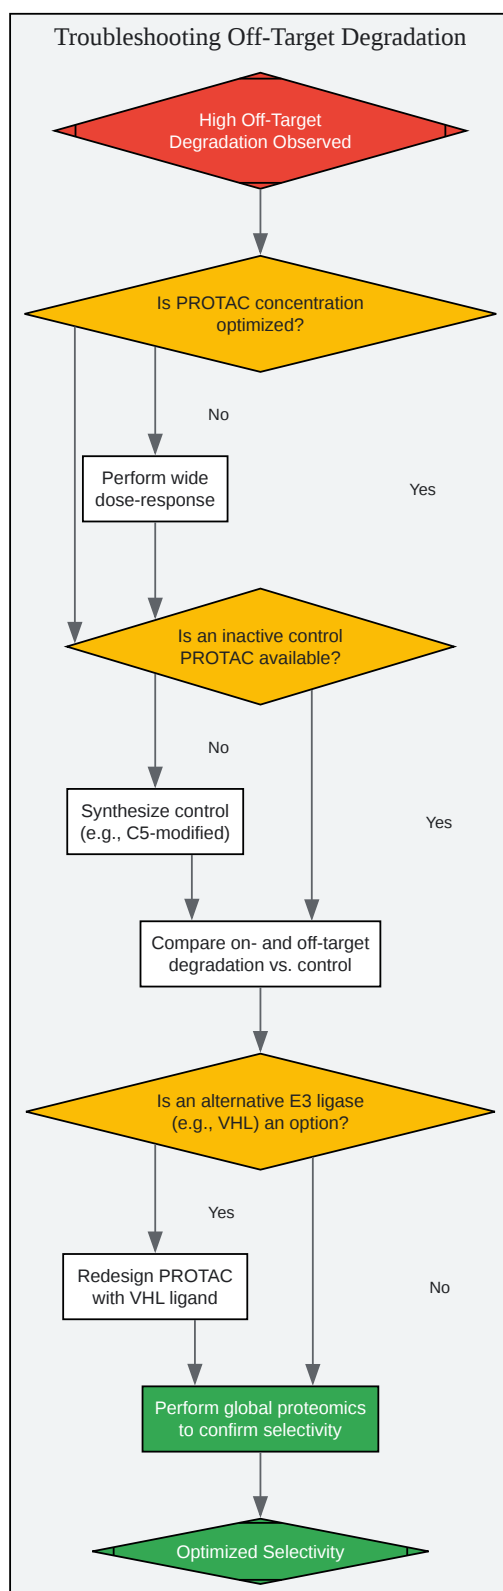 Troubleshooting Off-Target Degradation
High Off-Target
Degradation Observed
Is PROTAC concentration
optimized?
No
Perform wide
dose-response
Yes
Is an inactive control
PROTAC available?
No
Synthesize control
(e.g., C5-modified)
Yes
Compare on- and off-target
degradation vs. control
Is an alternative E3 ligase
(e.g., VHL) an option?
Yes
Redesign PROTAC
with VHL ligand
No
Perform global proteomics
to confirm selectivity
Optimized Selectivity